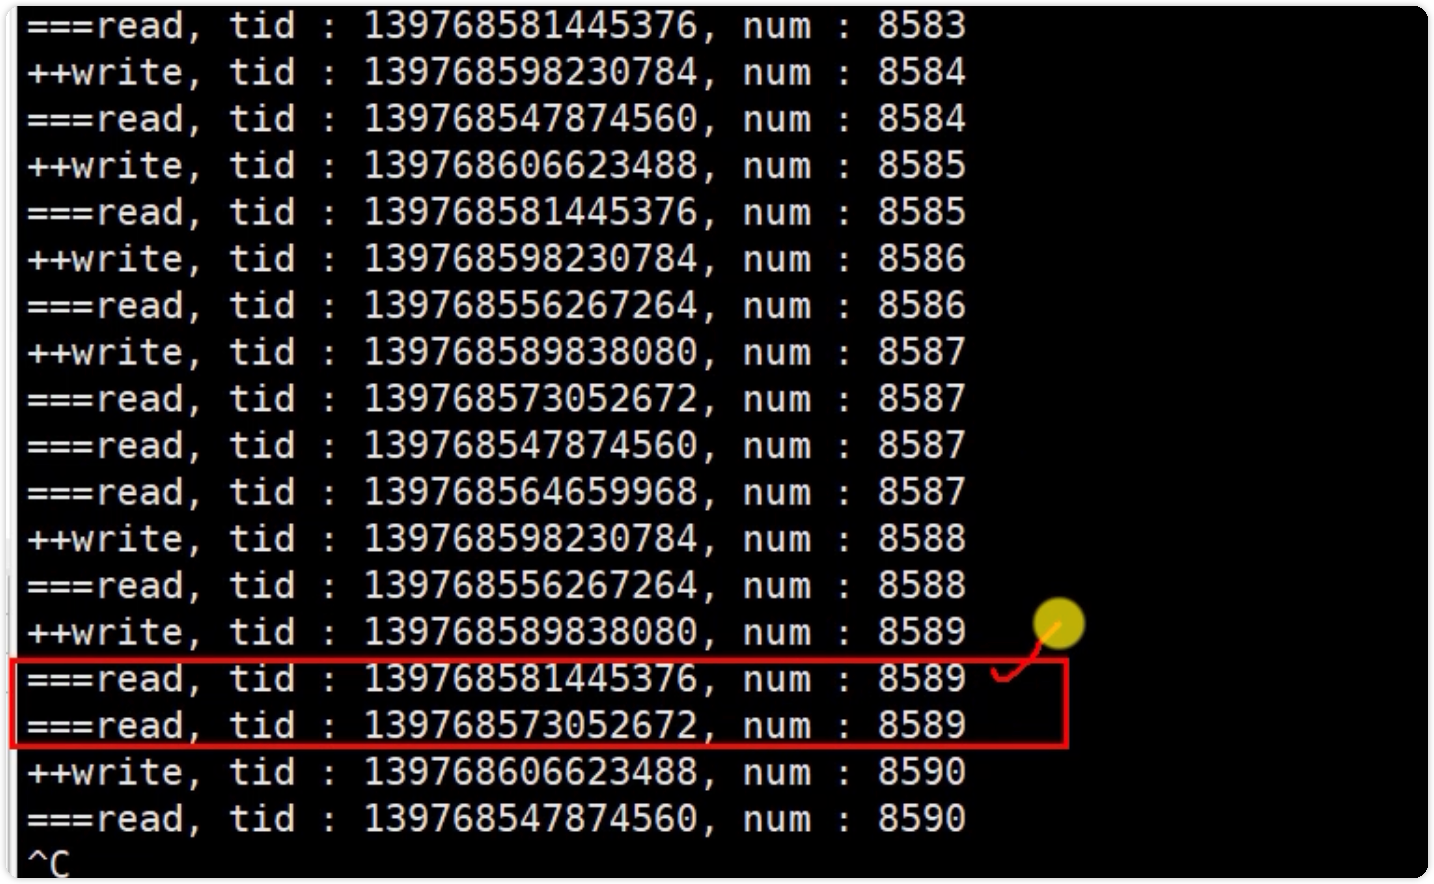 ===read, tid : 139768581445376, num : 8583
++write, tid : 139768598230784, num : 8584
===read, tid : 139768547874560, num : 8584
++write, tid : 139768606623488, num : 8585
===read, tid : 139768581445376, num : 8585
++write, tid : 139768598230784, num : 8586
===read, tid : 139768556267264, num : 8586
++write, tid : 139768589838080, num : 8587
===read, tid : 139768573052672, num : 8587
===read, tid : 139768547874560, num : 8587
===read, tid : 139768564659968, num : 8587
++write, tid : 139768598230784, num : 8588
===read, tid : 139768556267264, num : 8588
++write, tid : 139768589838080, num : 8589
===read, tid : 139768581445376, num : 8589
===read, tid : 139768573052672, num : 8589
++write, tid : 139768606623488, num : 8590
===read, tid : 139768547874560, num : 8590
^C